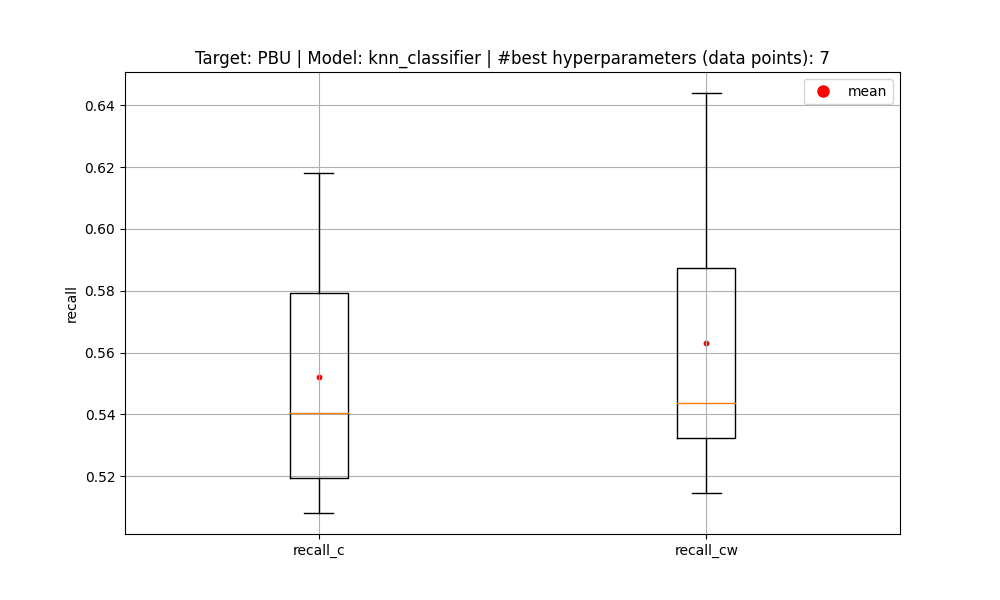 Target: PBU | Model: knn_classifier | #best hyperparameters (data points): 7
mean
0.64
0.62
0.60
0.58
0.56
0.54
0.52
recall
recall_c
recall_cw